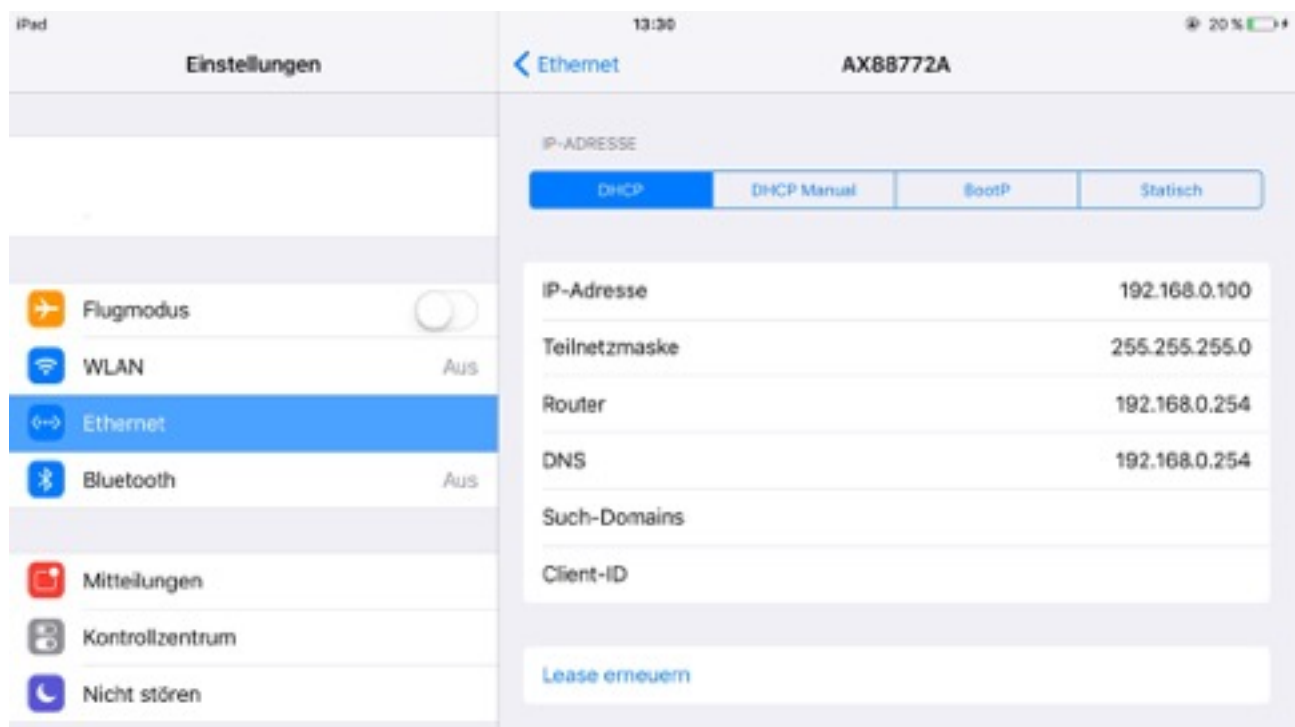 iPad 13:30 20 %
Einstellungen
Flugmodus
WLAN Aus
Ethernet
Bluetooth Aus
Mitteilungen
Kontrollzentrum
Nicht stören
Ethernet AX88772A
IP-ADRESSE
DHCP DHCP Manual BootP Statisch
IP-Adresse 192.168.0.100
Teilnetzmaske 255.255.255.0
Router 192.168.0.254
DNS 192.168.0.254
Such-Domains
Client-ID
Lease erneuern